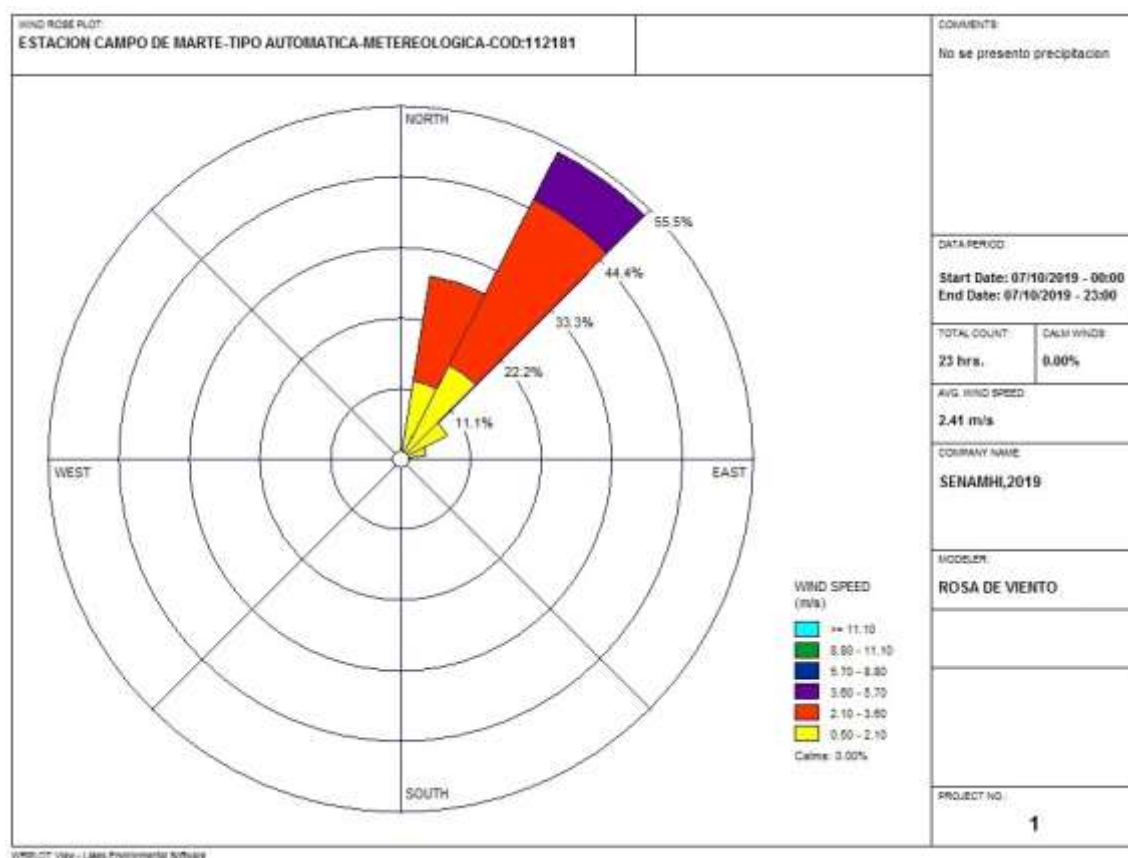 WIND ROSE PLOT:
ESTACION CAMPO DE MARTE-TIPO AUTOMATICA-METEREOLOGICA-COD:112181
COMMENTS:
No se presento precipitacion
NORTH
55.5%
44.4%
33.3%
22.2%
11.1%
WEST
EAST
SOUTH
DATA PERIOD:
Start Date: 07/10/2019 - 00:00
End Date: 07/10/2019 - 23:00
TOTAL COUNT:
CALM WINDS:
23 hrs.
0.00%
AVG. WIND SPEED:
2.41 m/s
COMPANY NAME:
SENAMHI,2019
MODELER:
ROSA DE VIENTO
WIND SPEED
(m/s)
>= 11.10
8.80 - 11.10
5.70 - 8.80
3.60 - 5.70
2.10 - 3.60
0.50 - 2.10
Calms: 0.00%
PROJECT NO.:
1
WRPLOT View - Lakes Environmental Software